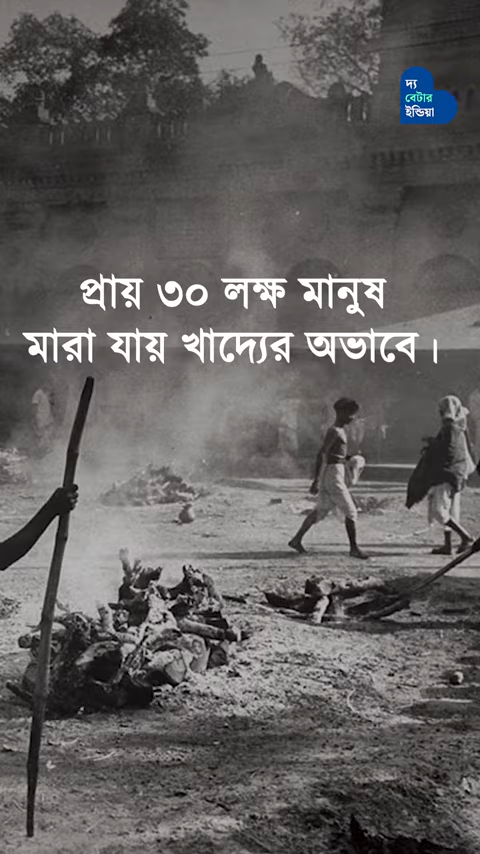 দ্য
বেটার
ইন্ডিয়া
প্রায় ৩০ লক্ষ মানুষ
মারা যায় খাদ্যের অভাবে।